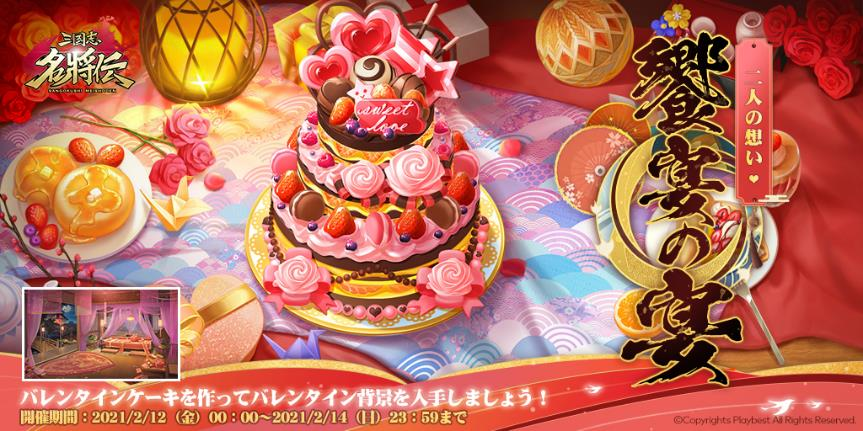 三国志
名将伝
SANGOKUSHI MEISHODEN
sweet
love
饗宴の宴
二人の想い♥
バレンタインケーキを作ってバレンタイン背景を入手しましょう！
開催期間：2021/2/12（金）00：00～2021/2/14（日）23：59まで
©Copyrights Playbest All Rights Reserved.